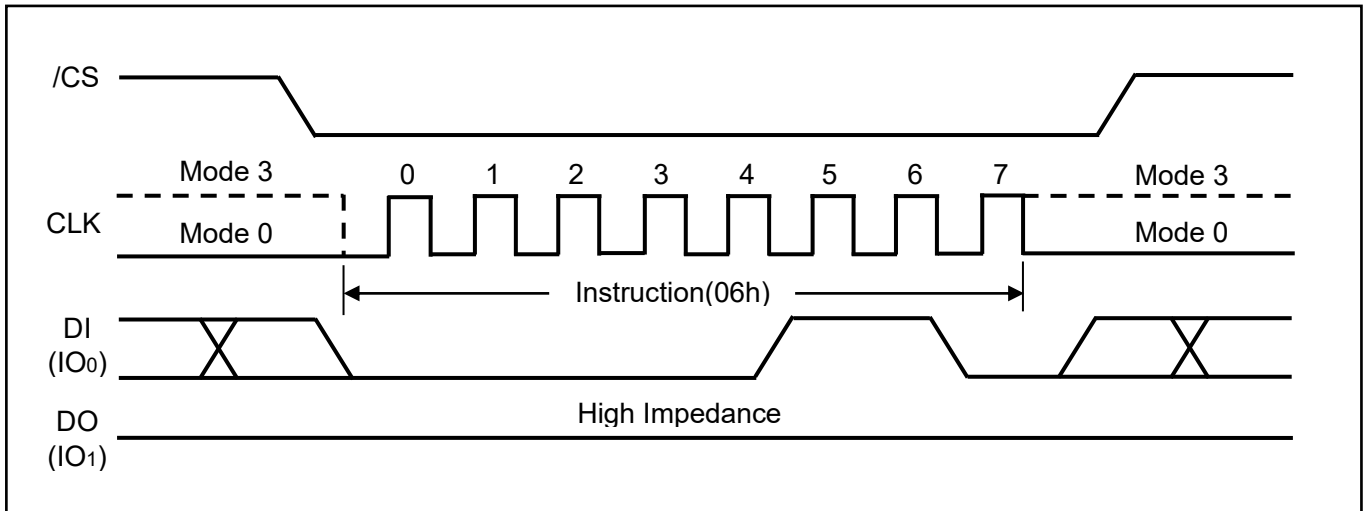 /CS
Mode 3 0 1 2 3 4 5 6 7 Mode 3
CLK
Mode 0 Mode 0
Instruction(06h)
DI
(IO0)
High Impedance
DO
(IO1)